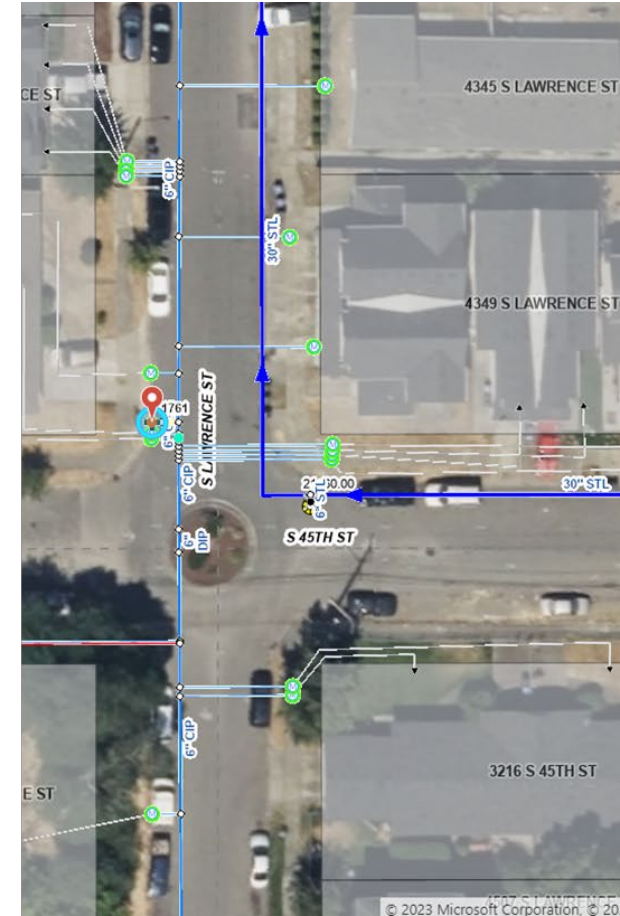 CE ST
4345 S LAWRENCE ST
6" CIP
30" STL
4349 S LAWRENCE ST
1761
S LAWRENCE ST
6" CIP
6" STL
30" STL
6"
DIP
S 45TH ST
6" CIP
3216 S 45TH ST
E ST
© 2023 Microsoft Corporation, © 20